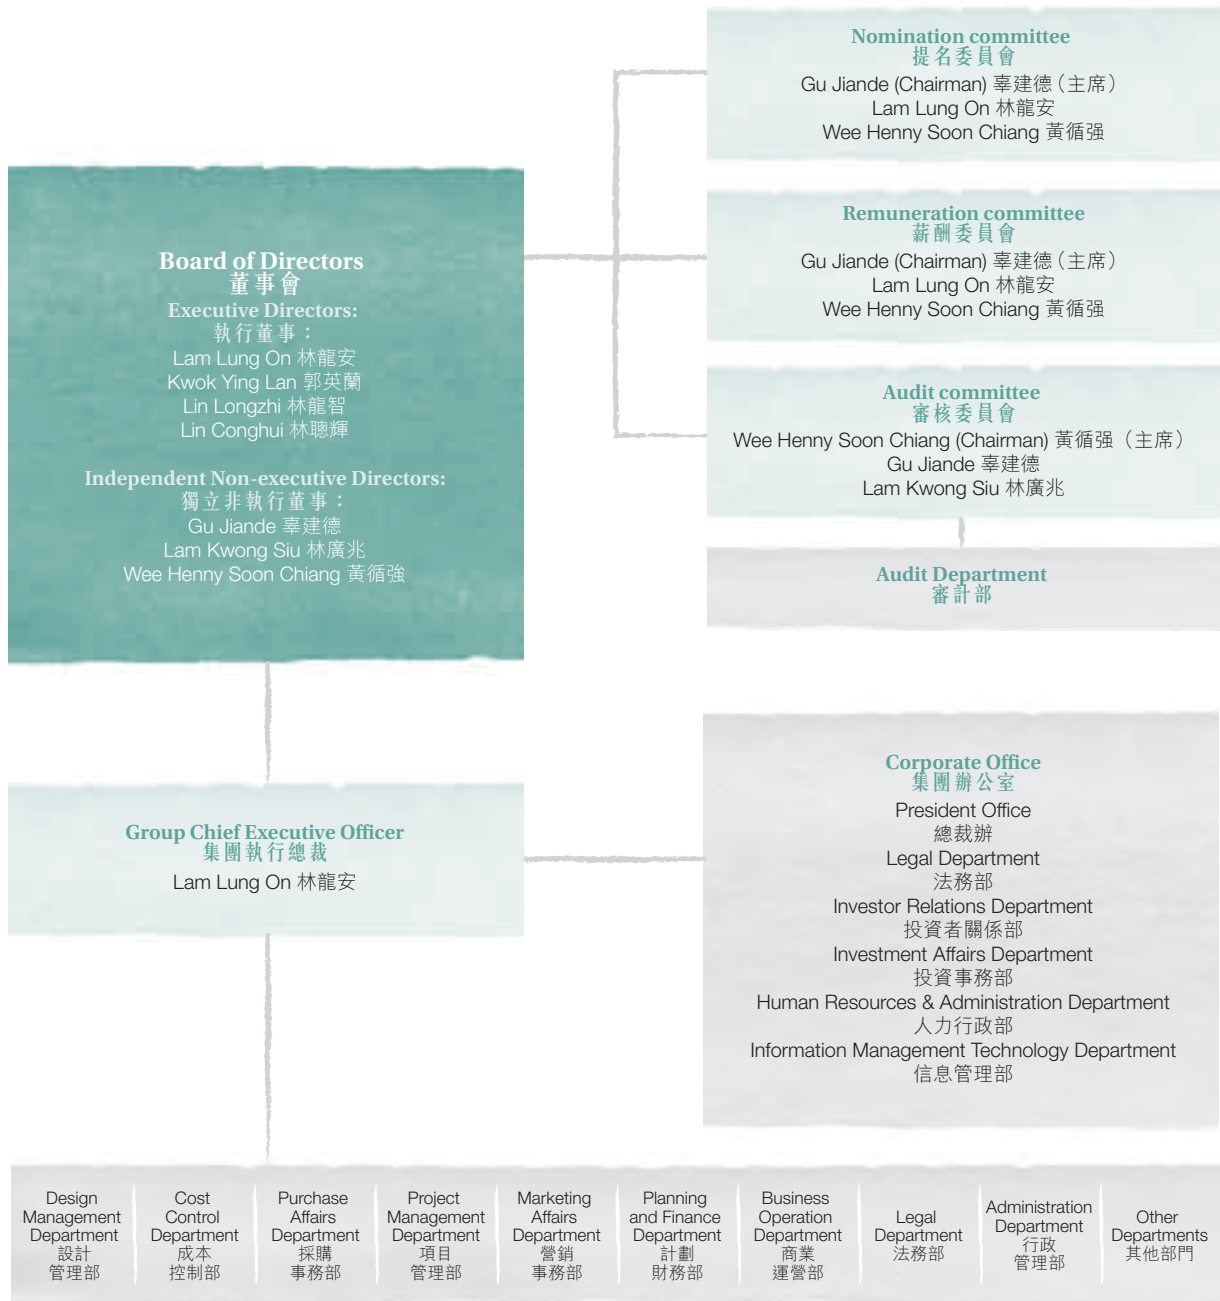 Nomination committee
提名委員會
Gu Jiande (Chairman) 辜建德（主席）
Lam Lung On 林龍安
Wee Henny Soon Chiang 黃循强
Remuneration committee
薪酬委員會
Gu Jiande (Chairman) 辜建德（主席）
Lam Lung On 林龍安
Wee Henny Soon Chiang 黃循强
Audit committee
審核委員會
Wee Henny Soon Chiang (Chairman) 黃循强（主席）
Gu Jiande 辜建德
Lam Kwong Siu 林廣兆
Audit Department
審計部
Board of Directors
董事會
Executive Directors:
執行董事：
Lam Lung On 林龍安
Kwok Ying Lan 郭英蘭
Lin Longzhi 林龍智
Lin Conghui 林聰輝
Independent Non-executive Directors:
獨立非執行董事：
Gu Jiande 辜建德
Lam Kwong Siu 林廣兆
Wee Henny Soon Chiang 黃循強
Group Chief Executive Officer
集團執行總裁
Lam Lung On 林龍安
Corporate Office
集團辦公室
President Office
總裁辦
Legal Department
法務部
Investor Relations Department
投資者關係部
Investment Affairs Department
投資事務部
Human Resources & Administration Department
人力行政部
Information Management Technology Department
信息管理部
Design
Management
Department
設計
管理部
Cost
Control
Department
成本
控制部
Purchase
Affairs
Department
採購
事務部
Project
Management
Department
項目
管理部
Marketing
Affairs
Department
營銷
事務部
Planning
and Finance
Department
計劃
財務部
Business
Operation
Department
商業
運營部
Legal
Department
法務部
Administration
Department
行政
管理部
Other
Departments
其他部門